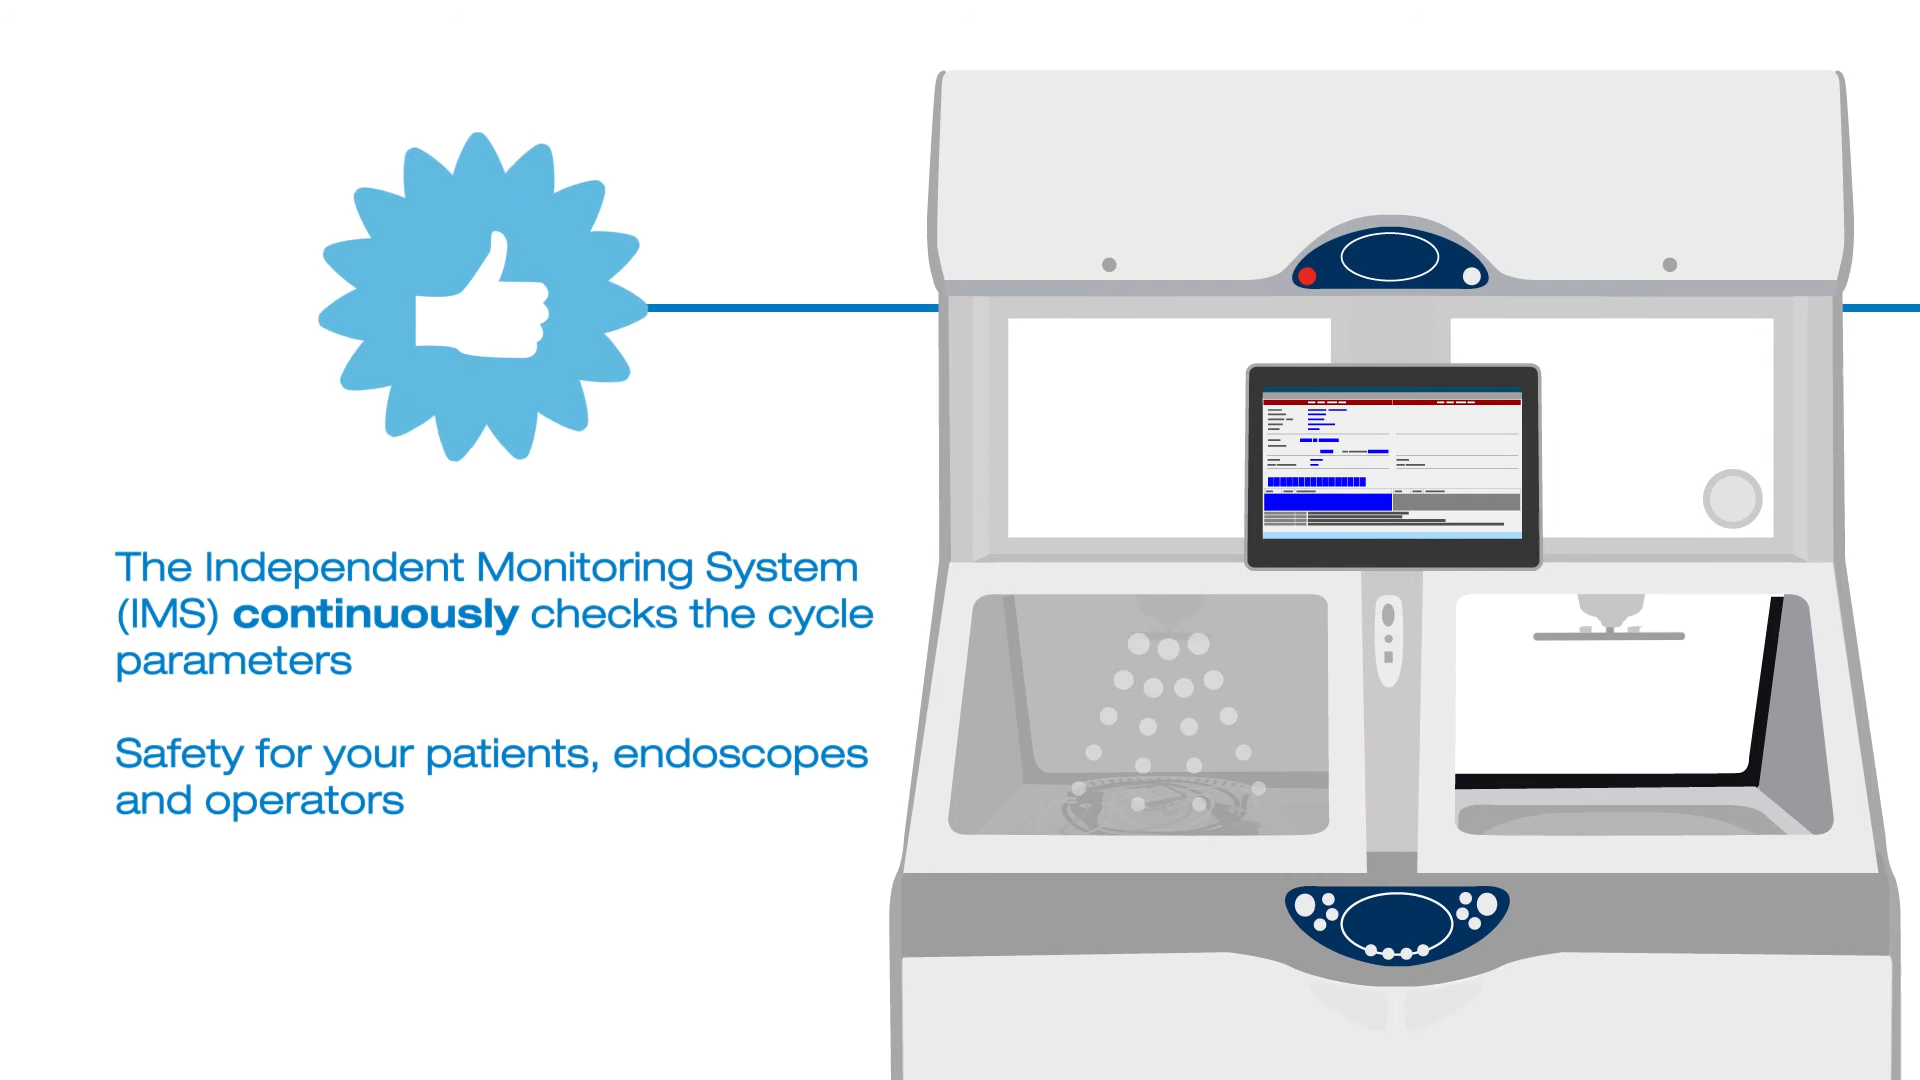 The Independent Monitoring System
(IMS) continuously checks the cycle
parameters
Safety for your patients, endoscopes
and operators